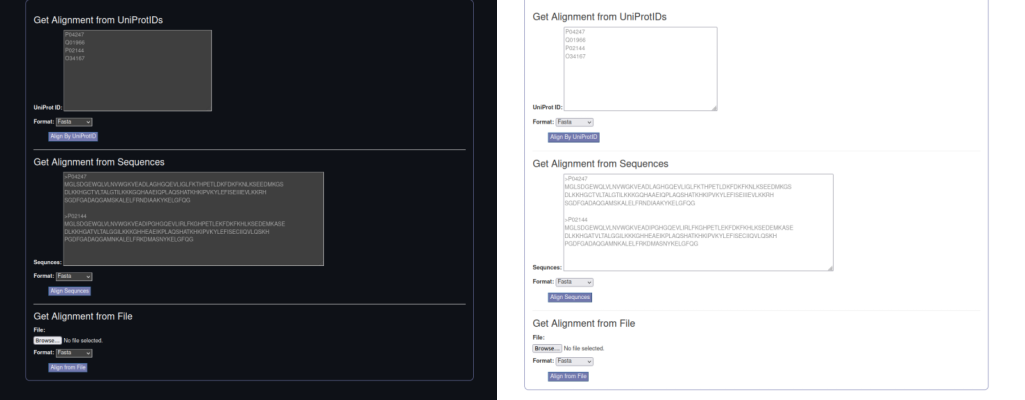 Get Alignment from UniProtIDs
P04247
Q01966
P02144
O34167
UniProt ID:
Format: Fasta
Align By UniProtID
Get Alignment from Sequences
>P04247
MGLSDGEWQLVLNVWGKVEADLAGHGQEVLIGLFKTHPETLDKFDKFKNLKSEEDMKGS
DLKKHGCTVLTALGTILKKKGQHAAEIQPLAQSHATKHKIPVKYLEFISEIIIEVLKKRH
SGDFGADAQGAMSKALELFRNDIAAKYKELGFQG
>P02144
MGLSDGEWQLVLNVWGKVEADIPGHGQEVLIRLFKGHPETLEKFDKFKHLKSEDEMKASE
DLKKHGATVLTALGGILKKKGHHEAEIKPLAQSHATKHKIPVKYLEFISECIIQVLQSKH
PGDFGADAQGAMNKALELFRKDMASNYKELGFQG
Sequnces:
Format: Fasta
Align Sequnces
Get Alignment from File
File:
Browse... No file selected.
Format: Fasta
Align from File
Get Alignment from UniProtIDs
P04247
Q01966
P02144
O34167
UniProt ID:
Format: Fasta
Align By UniProtID
Get Alignment from Sequences
>P04247
MGLSDGEWQLVLNVWGKVEADLAGHGQEVLIGLFKTHPETLDKFDKFKNLKSEEDMKGS
DLKKHGCTVLTALGTILKKKGQHAAEIQPLAQSHATKHKIPVKYLEFISEIIIEVLKKRH
SGDFGADAQGAMSKALELFRNDIAAKYKELGFQG
>P02144
MGLSDGEWQLVLNVWGKVEADIPGHGQEVLIRLFKGHPETLEKFDKFKHLKSEDEMKASE
DLKKHGATVLTALGGILKKKGHHEAEIKPLAQSHATKHKIPVKYLEFISECIIQVLQSKH
PGDFGADAQGAMNKALELFRKDMASNYKELGFQG
Sequnces:
Format: Fasta
Align Sequnces
Get Alignment from File
File:
Browse... No file selected.
Format: Fasta
Align from File